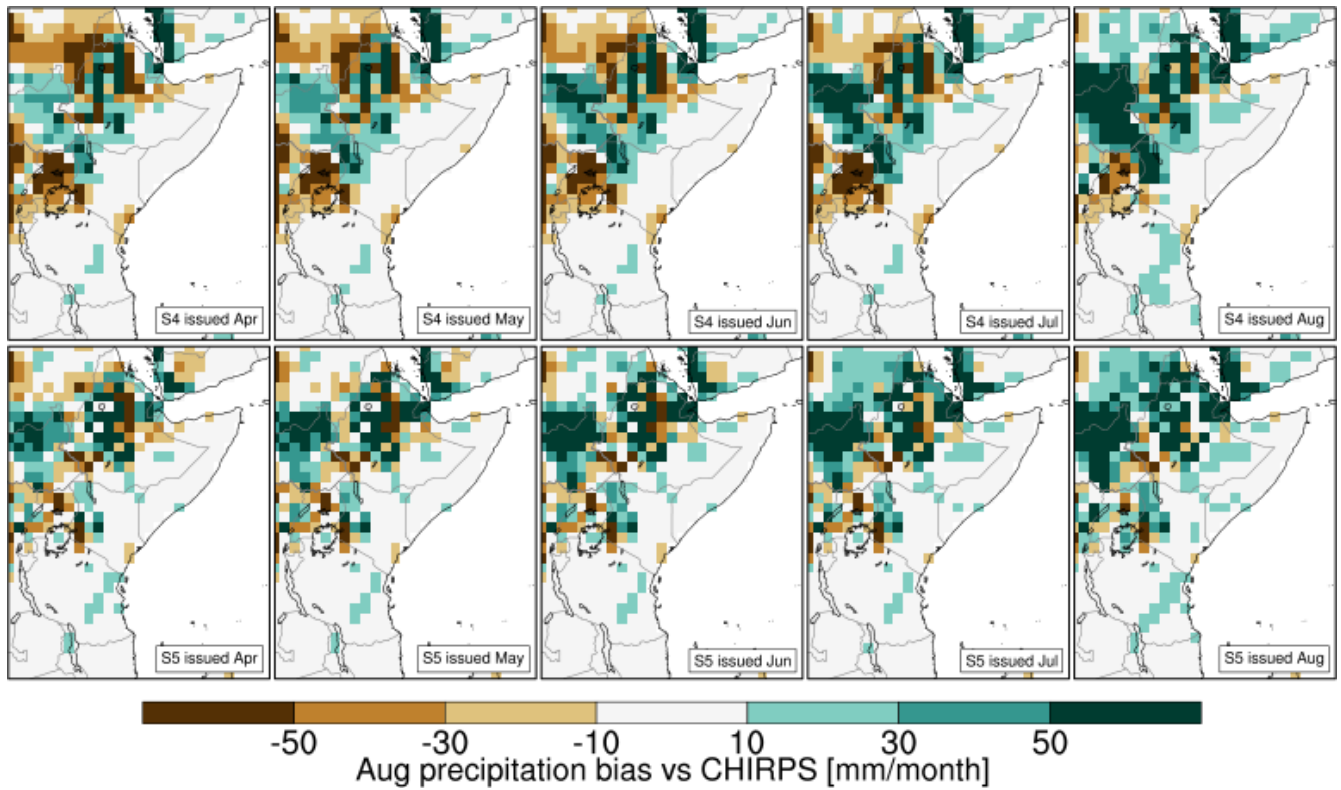 S4 issued Apr
S4 issued May
S4 issued Jun
S4 issued Jul
S4 issued Aug
S5 issued Apr
S5 issued May
S5 issued Jun
S5 issued Jul
S5 issued Aug
-50 -30 -10 10 30 50
Aug precipitation bias vs CHIRPS [mm/month]